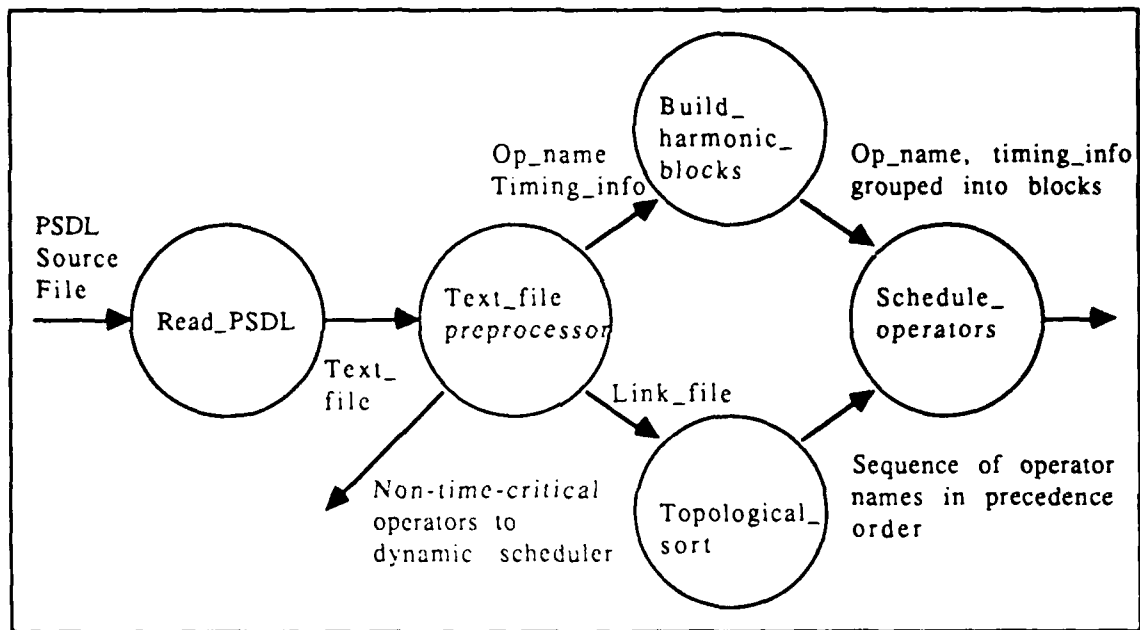 PSDL
Source
File
Read_PSDL
Text_
file
Text_file
preprocessor
Non-time-critical
operators to
dynamic scheduler
Op_name
Timing_info
Build_
harmonic_
blocks
Link_file
Topological_
sort
Op_name, timing_info
grouped into blocks
Sequence of operator
names in precedence
order
Schedule_
operators